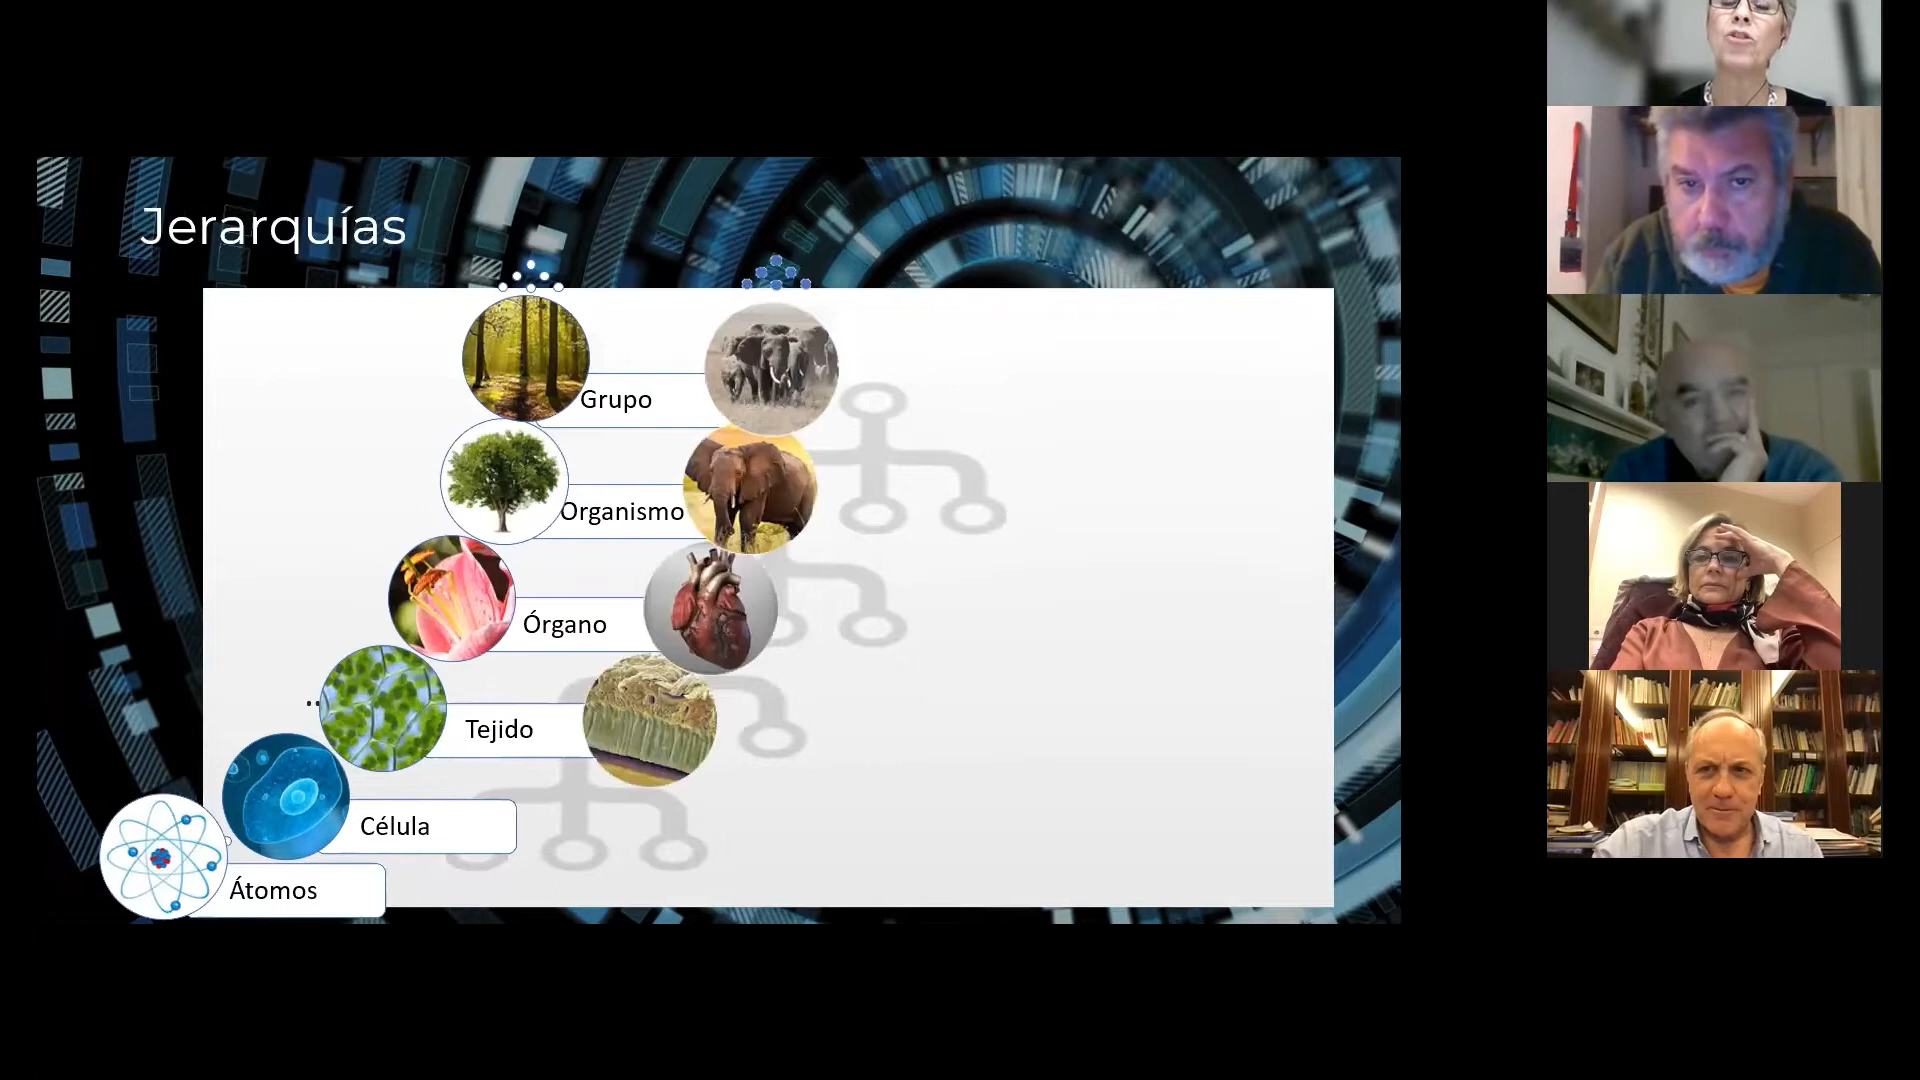 Jerarquías
Grupo
Organismo
Órgano
..
Tejido
Célula
Átomos